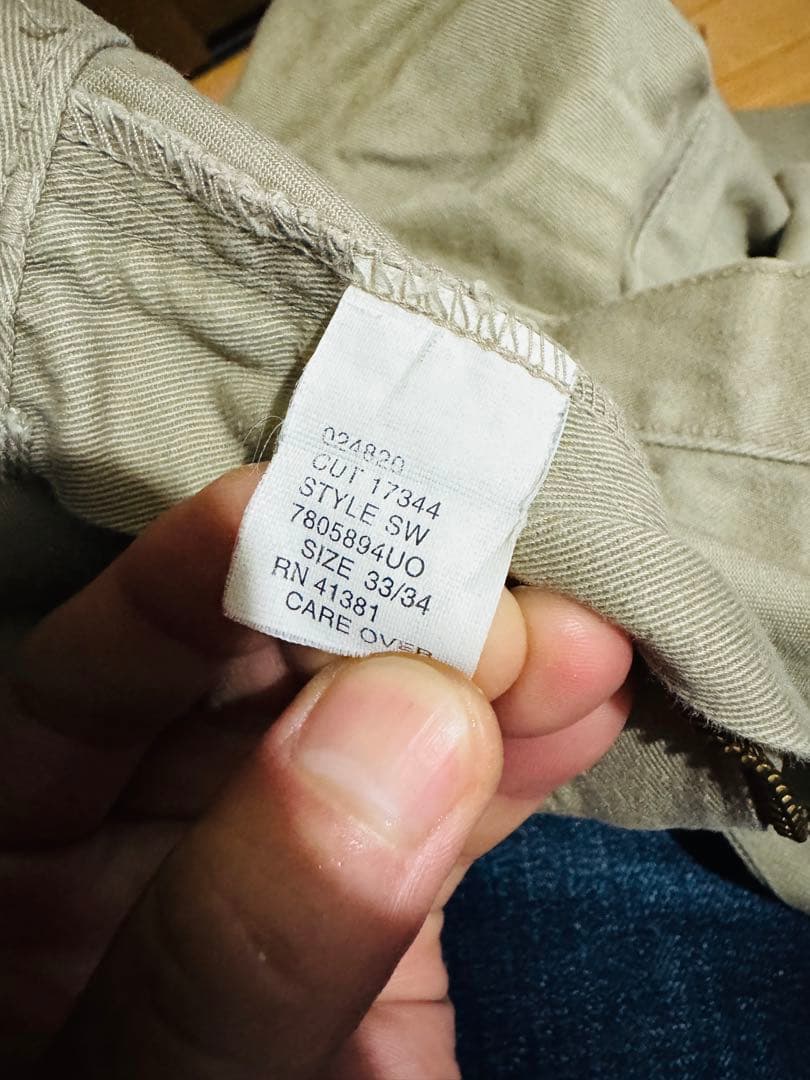 024820
CUT 17344
STYLE SW
7805894UO
SIZE 33/34
RN 41381
CARE OVER